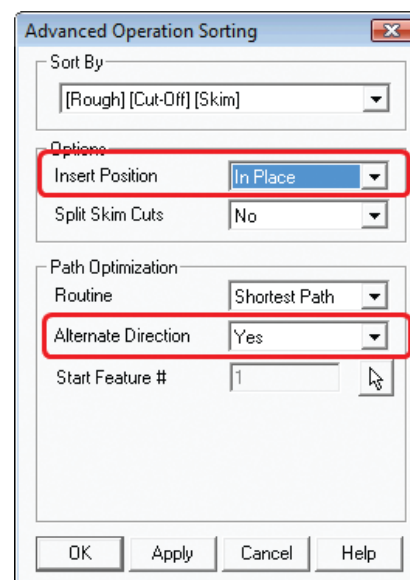 Advanced Operation Sorting
Sort By
[Rough] [Cut-Off] [Skim]
Options
Insert Position In Place
Split Skim Cuts No
Path Optimization
Routine Shortest Path
Alternate Direction Yes
Start Feature # 1
OK Apply Cancel Help